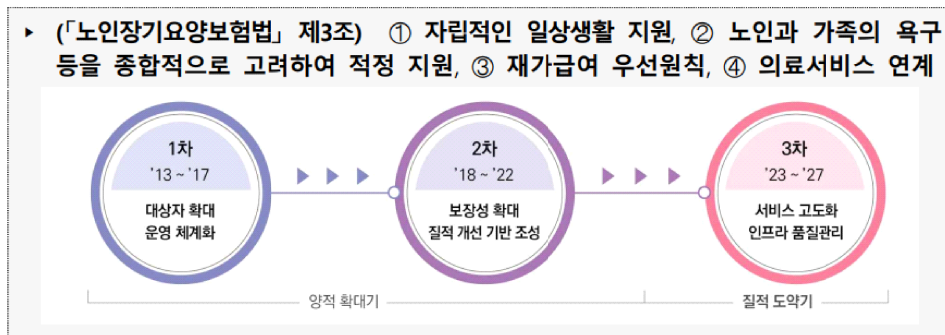 ▸ (「노인장기요양보험법」 제3조) ① 자립적인 일상생활 지원, ② 노인과 가족의 욕구
등을 종합적으로 고려하여 적정 지원, ③ 재가급여 우선원칙, ④ 의료서비스 연계
1차
'13 ~ '17
대상자 확대
운영 체계화
2차
'18 ~ '22
보장성 확대
질적 개선 기반 조성
3차
'23 ~ '27
서비스 고도화
인프라 품질관리
양적 확대기
질적 도약기